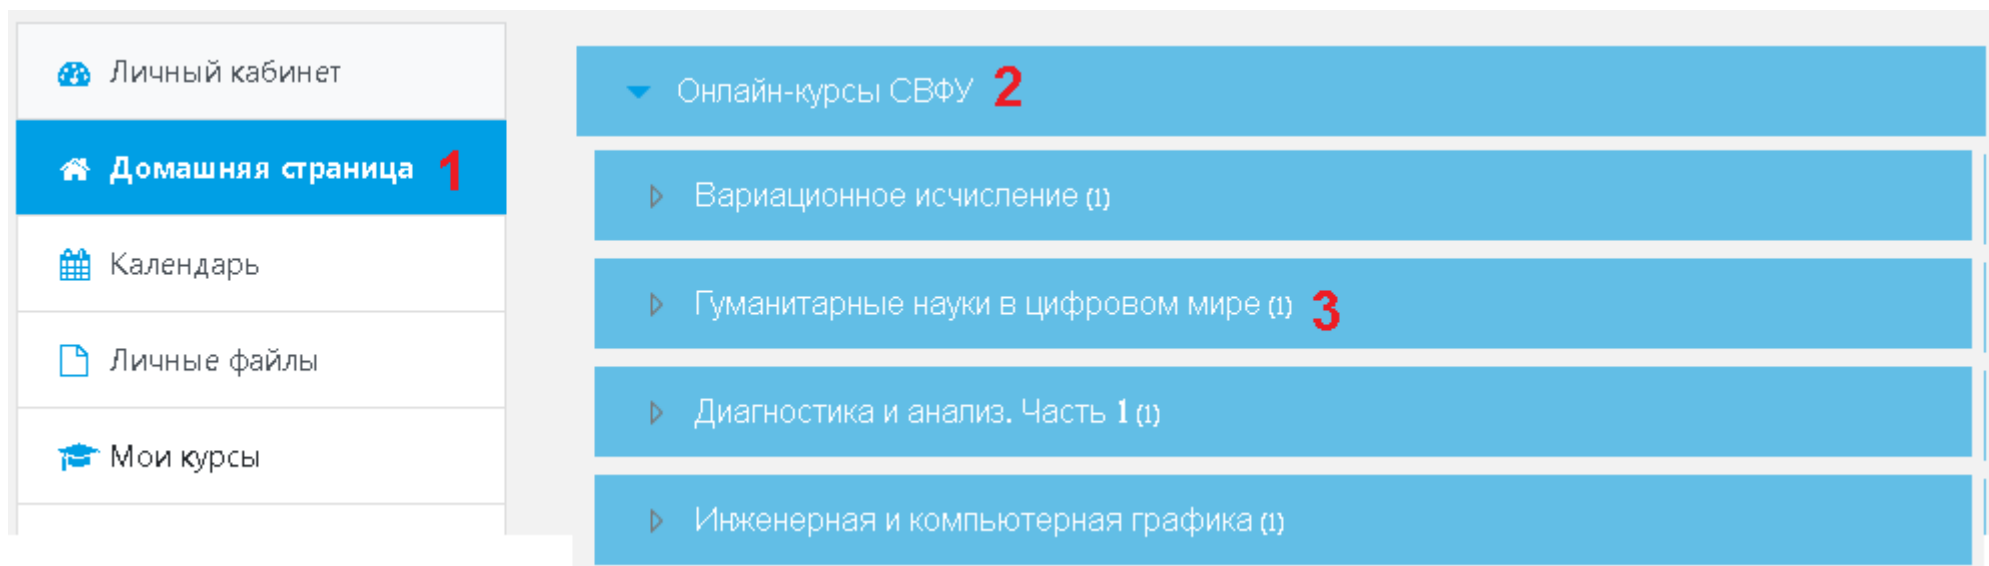 Личный кабинет
Домашняя страница 1
Календарь
Личные файлы
Мои курсы
Онлайн-курсы СВФУ 2
Вариационное исчисление (1)
Гуманитарные науки в цифровом мире (1) 3
Диагностика и анализ. Часть 1 (1)
Инженерная и компьютерная графика (1)